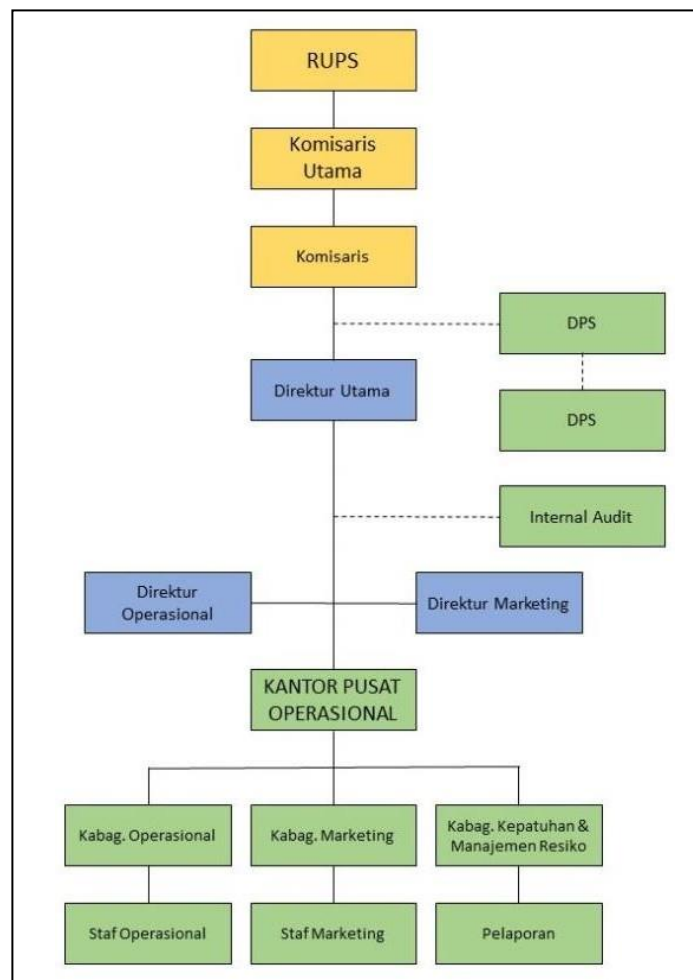 RUPS
Komisaris
Utama
Komisaris
DPS
Direktur Utama
DPS
Internal Audit
Direktur
Operasional
Direktur Marketing
KANTOR PUSAT
OPERASIONAL
Kabag. Operasional
Kabag. Marketing
Kabag. Kepatuhan &
Manajemen Resiko
Staf Operasional
Staf Marketing
Pelaporan